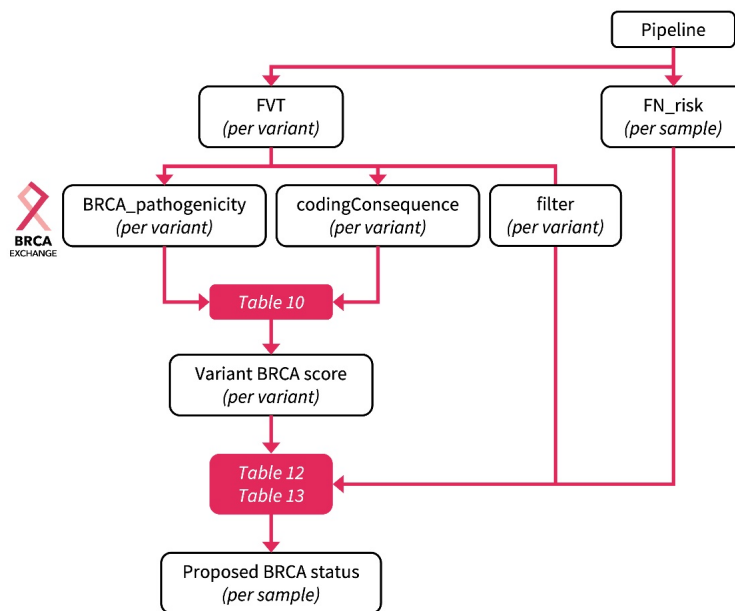 Pipeline
FVT
(per variant)
FN_risk
(per sample)
BRCA
EXCHANGE
BRCA_pathogenicity
(per variant)
codingConsequence
(per variant)
filter
(per variant)
Table 10
Variant BRCA score
(per variant)
Table 12
Table 13
Proposed BRCA status
(per sample)